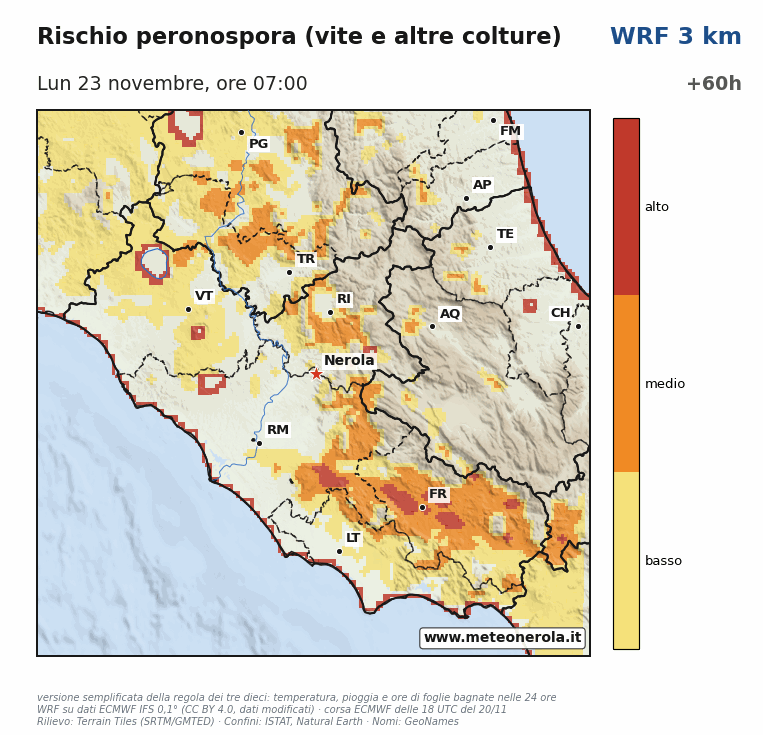 Rischio peronospora (vite e altre colture)
WRF 3 km
Lun 23 novembre, ore 07:00
+60h
FM
PG
AP
TE
TR
VT
RI
AQ
CH
Nerola
RM
FR
LT
www.meteonerola.it
alto
medio
basso
versione semplificata della regola dei tre dieci: temperatura, pioggia e ore di foglie bagnate nelle 24 ore
WRF su dati ECMWF IFS 0,1° (CC BY 4.0, dati modificati) · corsa ECMWF delle 18 UTC del 20/11
Rilievo: Terrain Tiles (SRTM/GMTED) · Confini: ISTAT, Natural Earth · Nomi: GeoNames